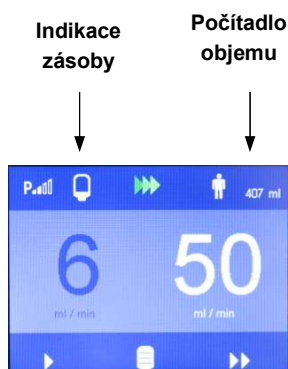 Indikace
zásoby
Počítadlo
objemu
P
407 ml
6 50
ml / min ml / min